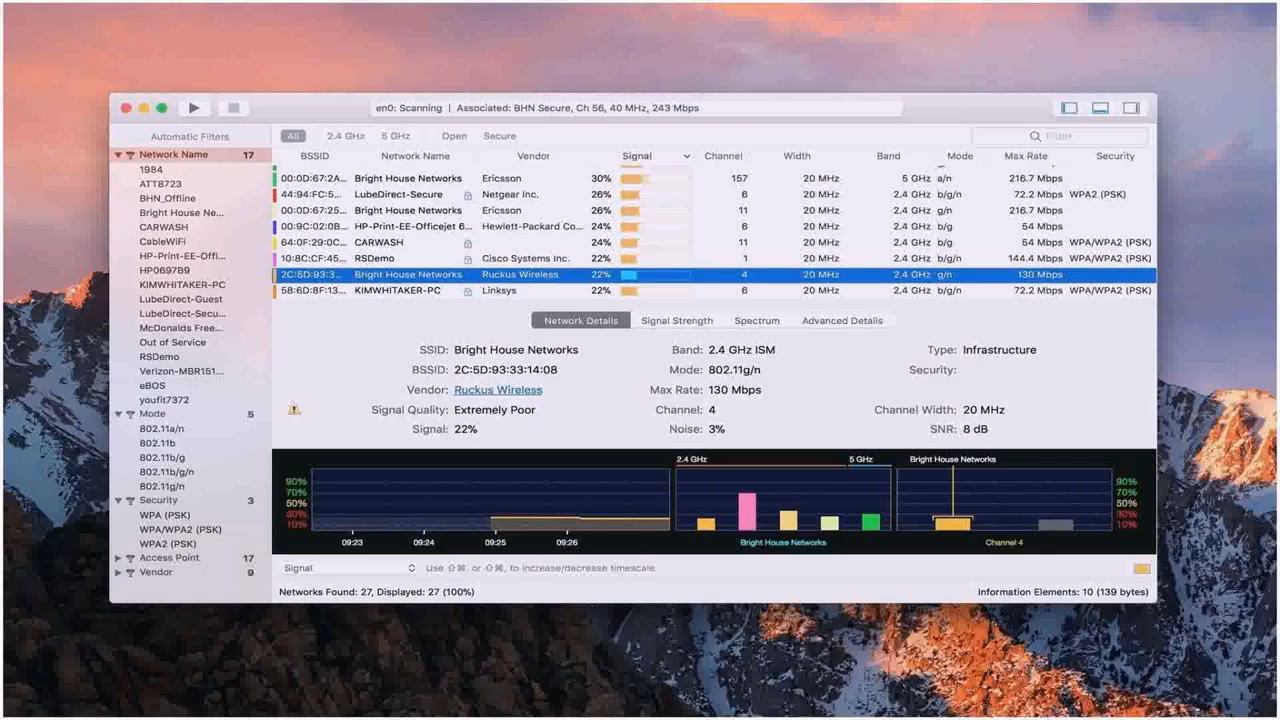 en0: Scanning | Associated: BHN Secure, Ch 56, 40 MHz, 243 Mbps
Automatic Filters
All 2.4 GHz 5 GHz Open Secure Filter
Network Name 17
1984
ATT8723
BHN_Offline
Bright House Ne...
CARWASH
CableWiFi
HP-Print-EE-Offi...
HP0697B9
KIMWHITAKER-PC
LubeDirect-Guest
LubeDirect-Secu...
McDonalds Free...
Out of Service
RSDemo
Verizon-MBR151...
eBOS
youfit7372
Mode 5
802.11a/n
802.11b
802.11b/g
802.11b/g/n
802.11g/n
Security 3
WPA (PSK)
WPA/WPA2 (PSK)
WPA2 (PSK)
Access Point 17
Vendor 9
BSSID Network Name Vendor Signal Channel Width Band Mode Max Rate Security
00:0D:67:2A... Bright House Networks Ericsson 30% 157 20 MHz 5 GHz a/n 216.7 Mbps
44:94:FC:5... LubeDirect-Secure Netgear Inc. 26% 6 20 MHz 2.4 GHz b/g/n 72.2 Mbps WPA2 (PSK)
00:0D:67:25... Bright House Networks Ericsson 26% 11 20 MHz 2.4 GHz g/n 216.7 Mbps
00:9C:02:0B... HP-Print-EE-Officejet 6... Hewlett-Packard Co... 24% 6 20 MHz 2.4 GHz b/g 54 Mbps
64:0F:29:0C... CARWASH 24% 11 20 MHz 2.4 GHz b/g 54 Mbps WPA/WPA2 (PSK)
10:8C:CF:45... RSDemo Cisco Systems Inc. 24% 1 20 MHz 2.4 GHz b/g/n 144.4 Mbps WPA/WPA2 (PSK)
2C:5D:93:3... Bright House Networks Ruckus Wireless 22% 4 20 MHz 2.4 GHz g/n 130 Mbps
58:6D:8F:13... KIMWHITAKER-PC Linksys 22% 6 20 MHz 2.4 GHz b/g/n 72.2 Mbps WPA/WPA2 (PSK)
Network Details Signal Strength Spectrum Advanced Details
SSID: Bright House Networks Band: 2.4 GHz ISM Type: Infrastructure
BSSID: 2C:5D:93:33:14:08 Mode: 802.11g/n Security:
Vendor: Ruckus Wireless Max Rate: 130 Mbps
Signal Quality: Extremely Poor Channel: 4 Channel Width: 20 MHz
Signal: 22% Noise: 3% SNR: 8 dB
2.4 GHz 5 GHz Bright House Networks
90% 90%
70% 70%
50% 50%
30% 30%
10% 10%
09:23 09:24 09:25 09:26 Bright House Networks Channel 4
Signal Use ⇧⌘. or ⇧⌘, to increase/decrease timescale.
Networks Found: 27, Displayed: 27 (100%) Information Elements: 10 (139 bytes)